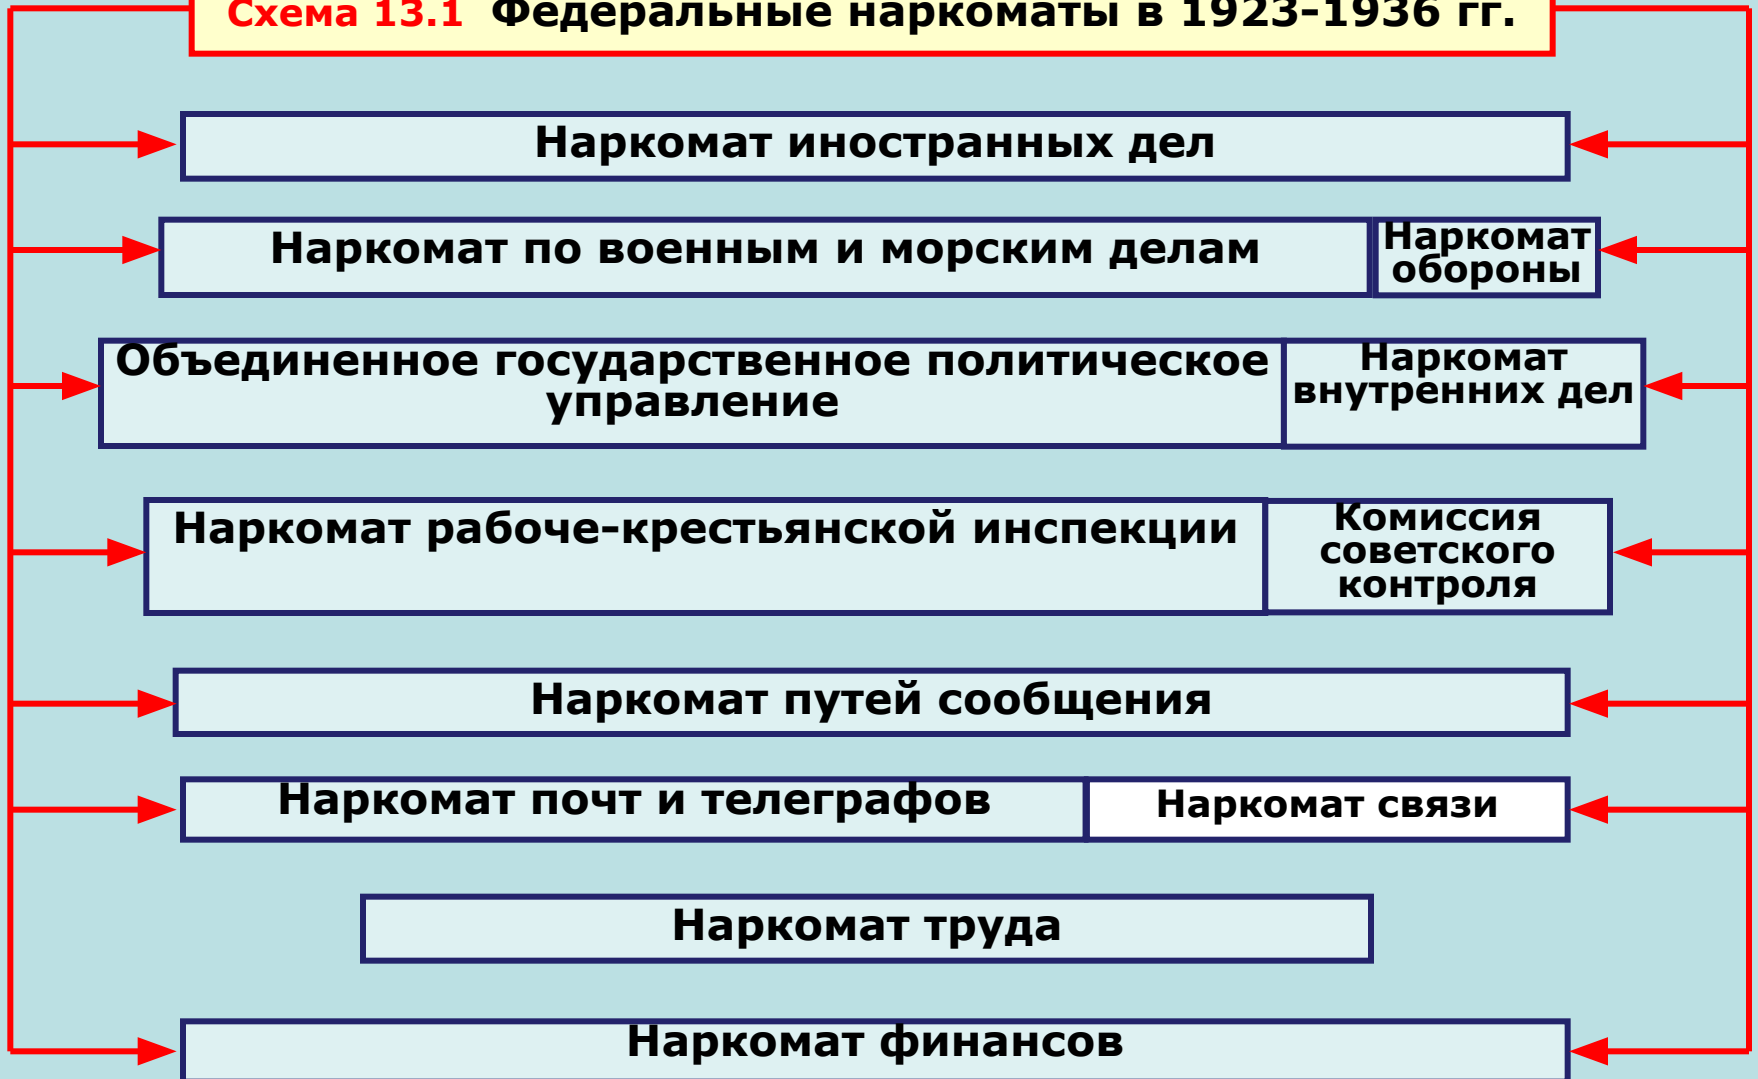 Схема 13.1 Федеральные наркоматы в 1923-1936 гг.
Наркомат иностранных дел
Наркомат по военным и морским делам
Наркомат
обороны
Объединенное государственное политическое
управление
Наркомат
внутренних дел
Наркомат рабоче-крестьянской инспекции
Комиссия
советского
контроля
Наркомат путей сообщения
Наркомат почт и телеграфов
Наркомат связи
Наркомат труда
Наркомат финансов